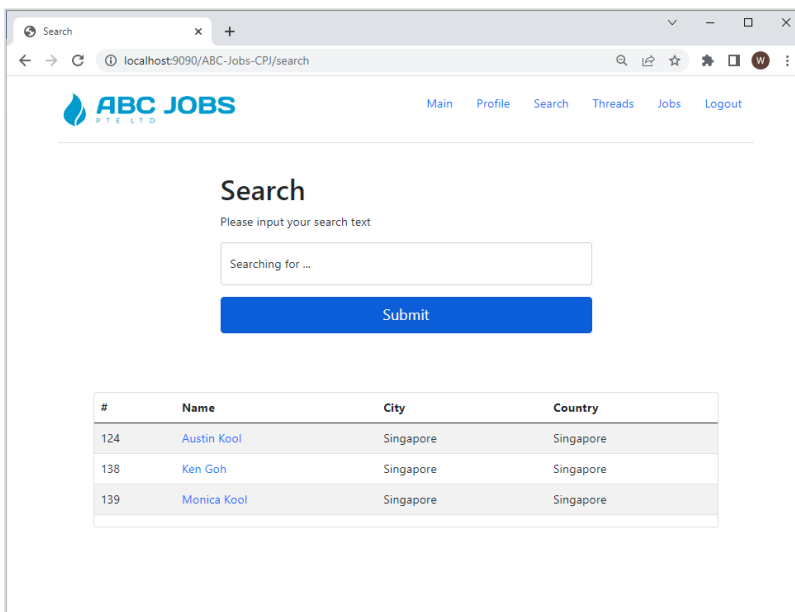 Search
localhost:9090/ABC-Jobs-CPJ/search
W
ABC JOBS
PTE LTD
Main Profile Search Threads Jobs Logout
Search
Please input your search text
Searching for ...
Submit
# Name City Country
124 Austin Kool Singapore Singapore
138 Ken Goh Singapore Singapore
139 Monica Kool Singapore Singapore